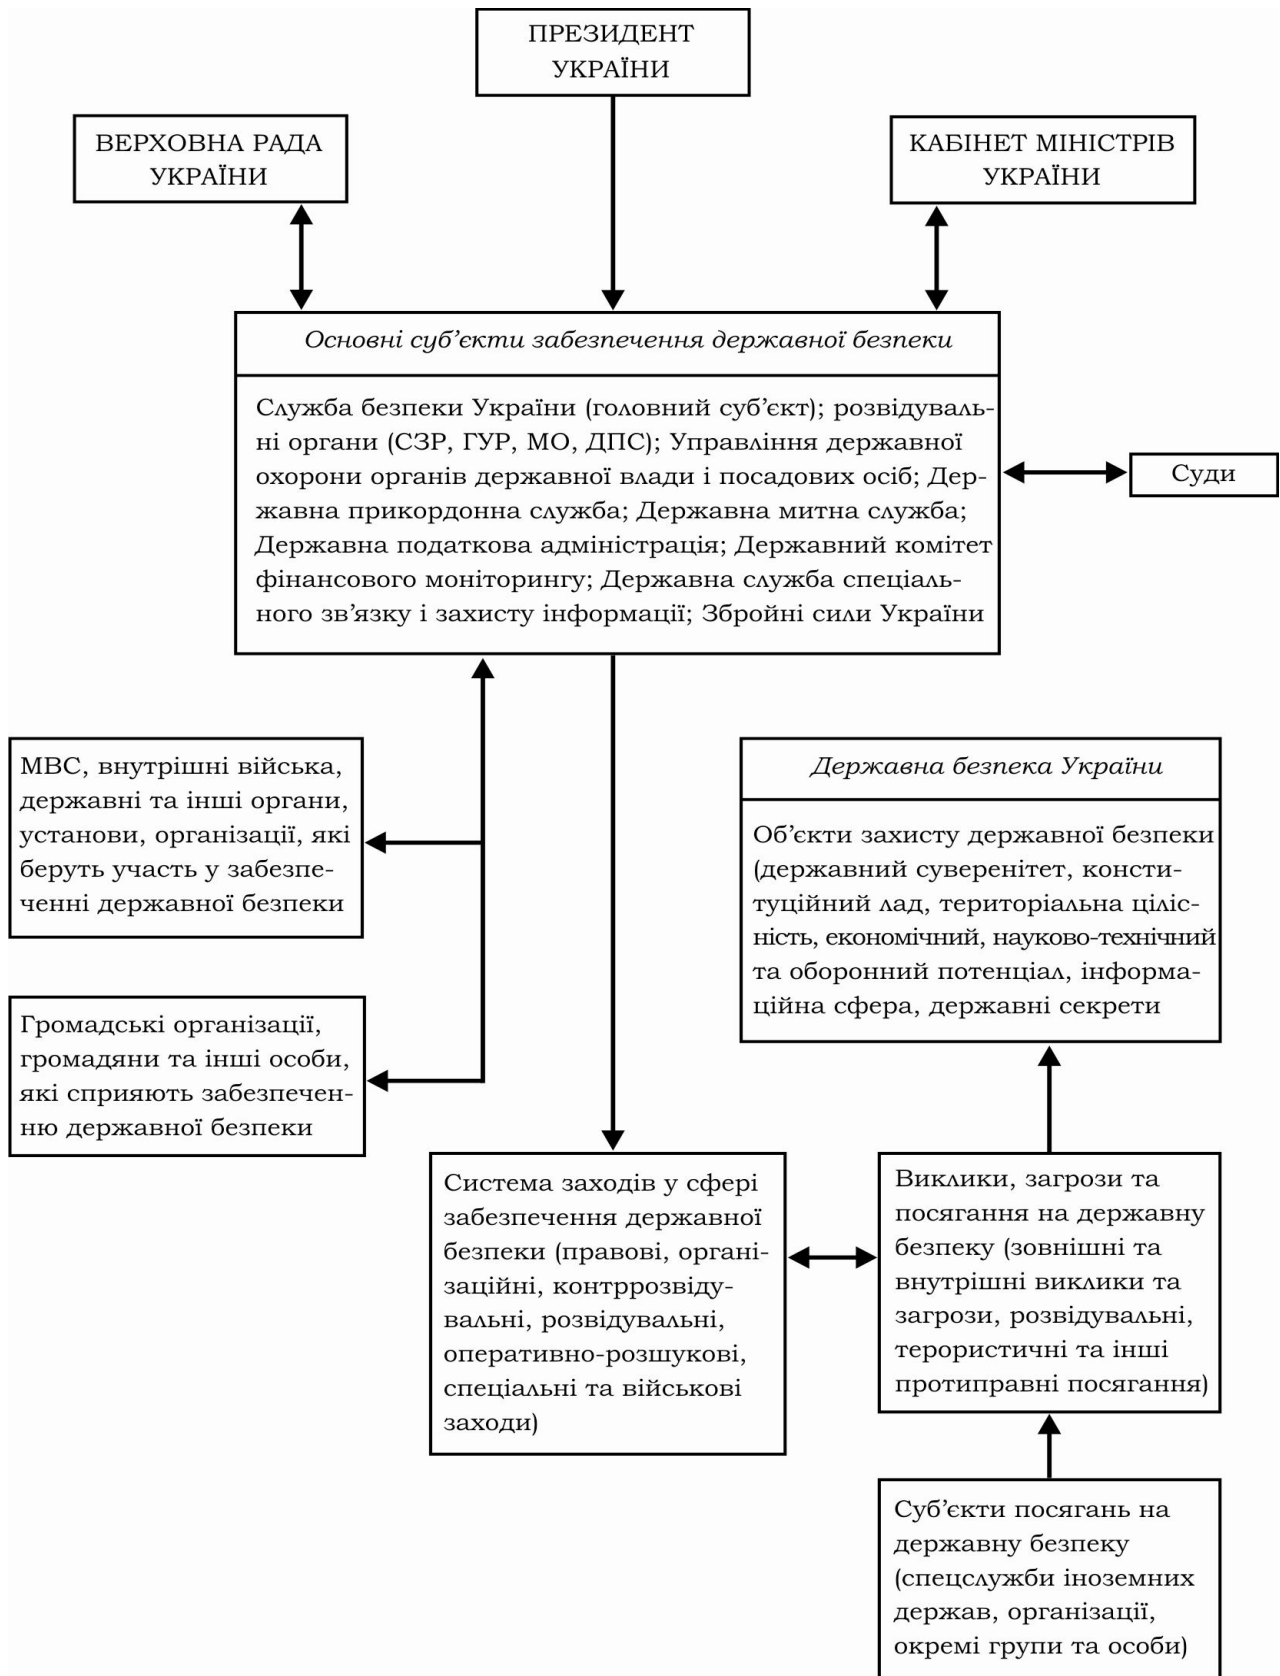 ПРЕЗИДЕНТ
УКРАЇНИ
ВЕРХОВНА РАДА
УКРАЇНИ
КАБІНЕТ МІНІСТРІВ
УКРАЇНИ
Основні суб’єкти забезпечення державної безпеки
Служба безпеки України (головний суб’єкт); розвідуваль-
ні органи (СЗР, ГУР, МО, ДПС); Управління державної
охорони органів державної влади і посадових осіб; Дер-
жавна прикордонна служба; Державна митна служба;
Державна податкова адміністрація; Державний комітет
фінансового моніторингу; Державна служба спеціаль-
ного зв’язку і захисту інформації; Збройні сили України
Суди
МВС, внутрішні війська,
державні та інші органи,
установи, організації, які
беруть участь у забезпе-
ченні державної безпеки
Державна безпека України
Об’єкти захисту державної безпеки
(державний суверенітет, консти-
туційний лад, територіальна ціліс-
ність, економічний, науково-технічний
та оборонний потенціал, інформа-
ційна сфера, державні секрети
Громадські організації,
громадяни та інші особи,
які сприяють забезпечен-
ню державної безпеки
Система заходів у сфері
забезпечення державної
безпеки (правові, органі-
заційні, контррозвіду-
вальні, розвідувальні,
оперативно-розшукові,
спеціальні та військові
заходи)
Виклики, загрози та
посягання на державну
безпеку (зовнішні та
внутрішні виклики та
загрози, розвідувальні,
терористичні та інші
протиправні посягання)
Суб’єкти посягань на
державну безпеку
(спецслужби іноземних
держав, організації,
окремі групи та особи)